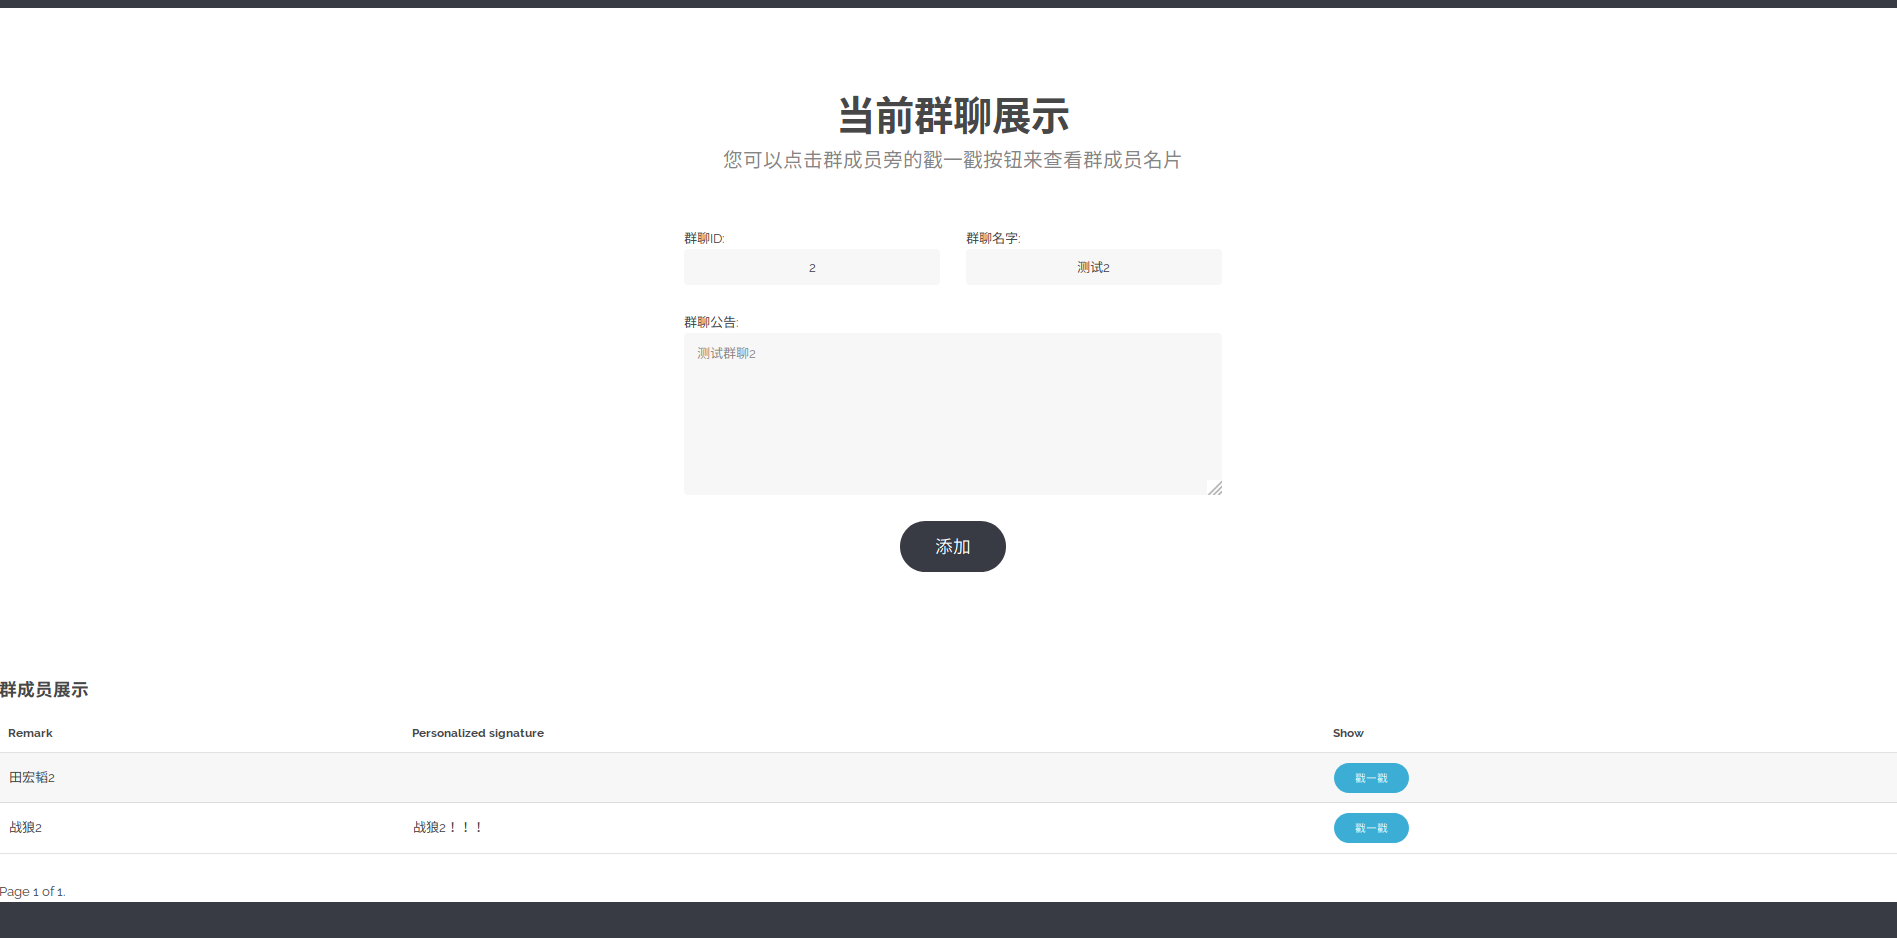 当前群聊展示
您可以点击群成员旁的戳一戳按钮来查看群成员名片
群聊ID: 群聊名字:
2 测试2
群聊公告:
测试群聊2
添加
群成员展示
Remark Personalized signature Show
田宏韬2 戳一戳
战狼2 战狼2！！！ 戳一戳
Page 1 of 1.